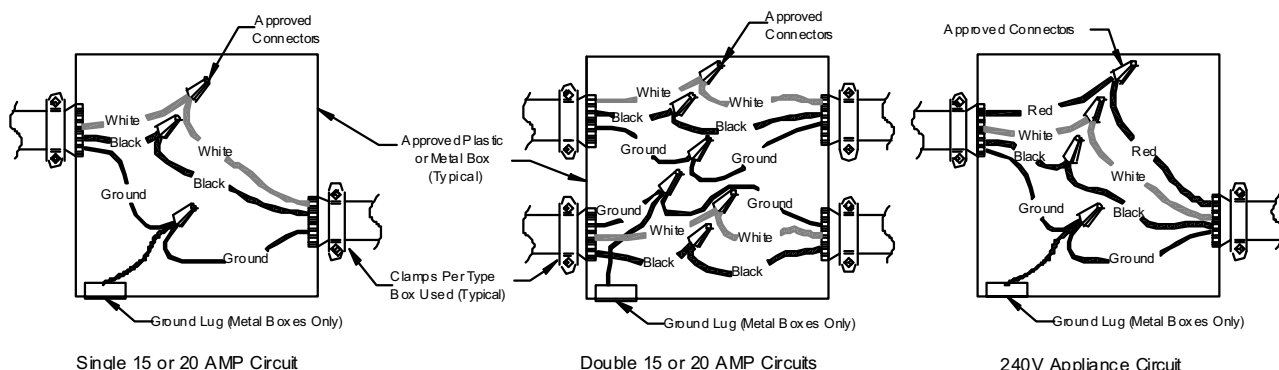 Approved
Connectors
White
Black
White
Black
Ground
Ground
Ground Lug (Metal Boxes Only)
Single 15 or 20 AMP Circuit
Approved Plastic
or Metal Box
(Typical)
Clamps Per Type
Box Used (Typical)
Approved
Connectors
White
White
Black
Black
Ground
Ground
Ground
Ground
White
White
Black
Black
Ground Lug (Metal Boxes Only)
Double 15 or 20 AMP Circuits
Approved Connectors
Red
White
Black
Red
White
Ground
Black
Ground
Ground Lug (Metal Boxes Only)
240V Appliance Circuit